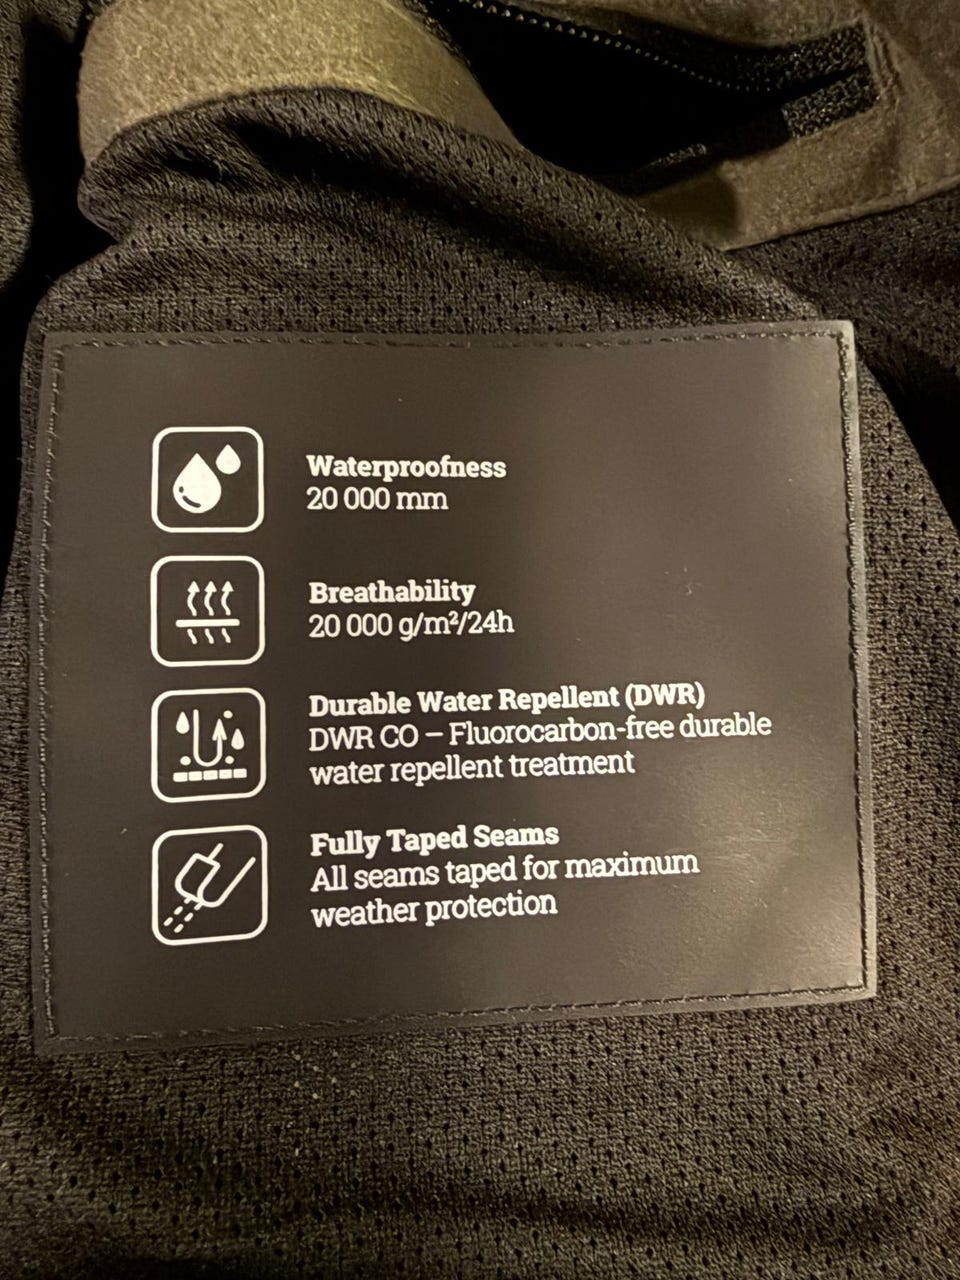 Waterproofness
20 000 mm
Breathability
20 000 g/m²/24h
Durable Water Repellent (DWR)
DWR CO – Fluorocarbon-free durable
water repellent treatment
Fully Taped Seams
All seams taped for maximum
weather protection